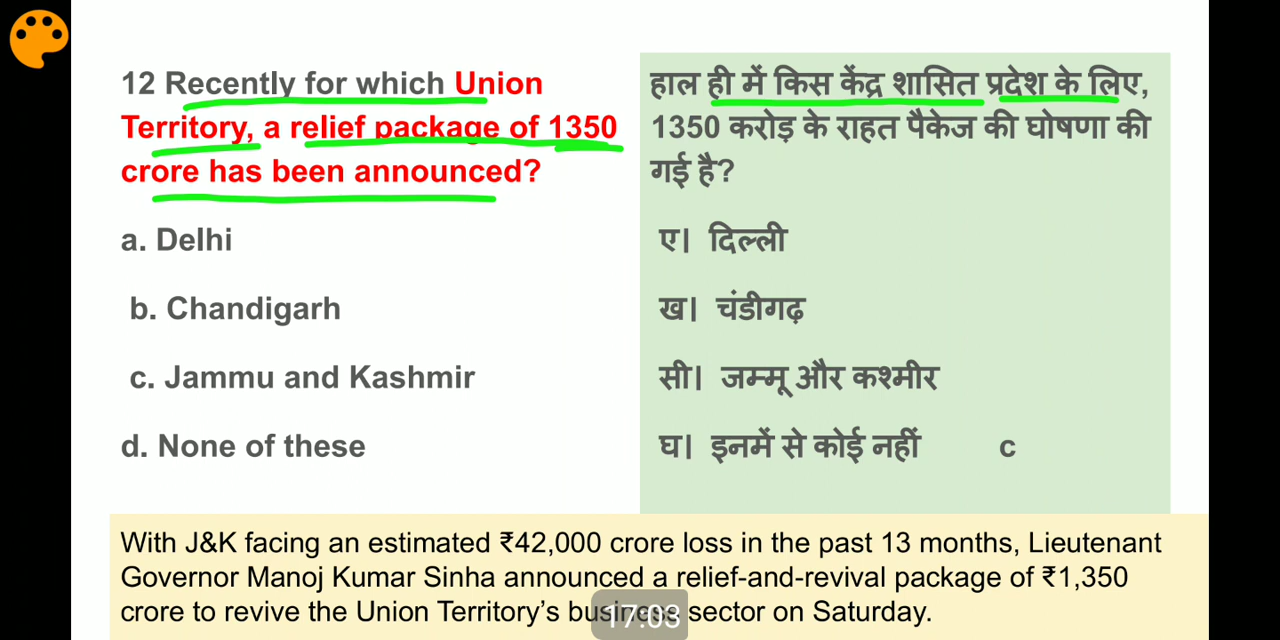 12 Recently for which Union
Territory, a relief package of 1350
crore has been announced?
a. Delhi
b. Chandigarh
c. Jammu and Kashmir
d. None of these
हाल ही में किस केंद्र शासित प्रदेश के लिए,
1350 करोड़ के राहत पैकेज की घोषणा की
गई है?
ए। दिल्ली
ख। चंडीगढ़
सी। जम्मू और कश्मीर
घ। इनमें से कोई नहीं c
With J&K facing an estimated ₹42,000 crore loss in the past 13 months, Lieutenant
Governor Manoj Kumar Sinha announced a relief-and-revival package of ₹1,350
crore to revive the Union Territory's business sector on Saturday.
17:03